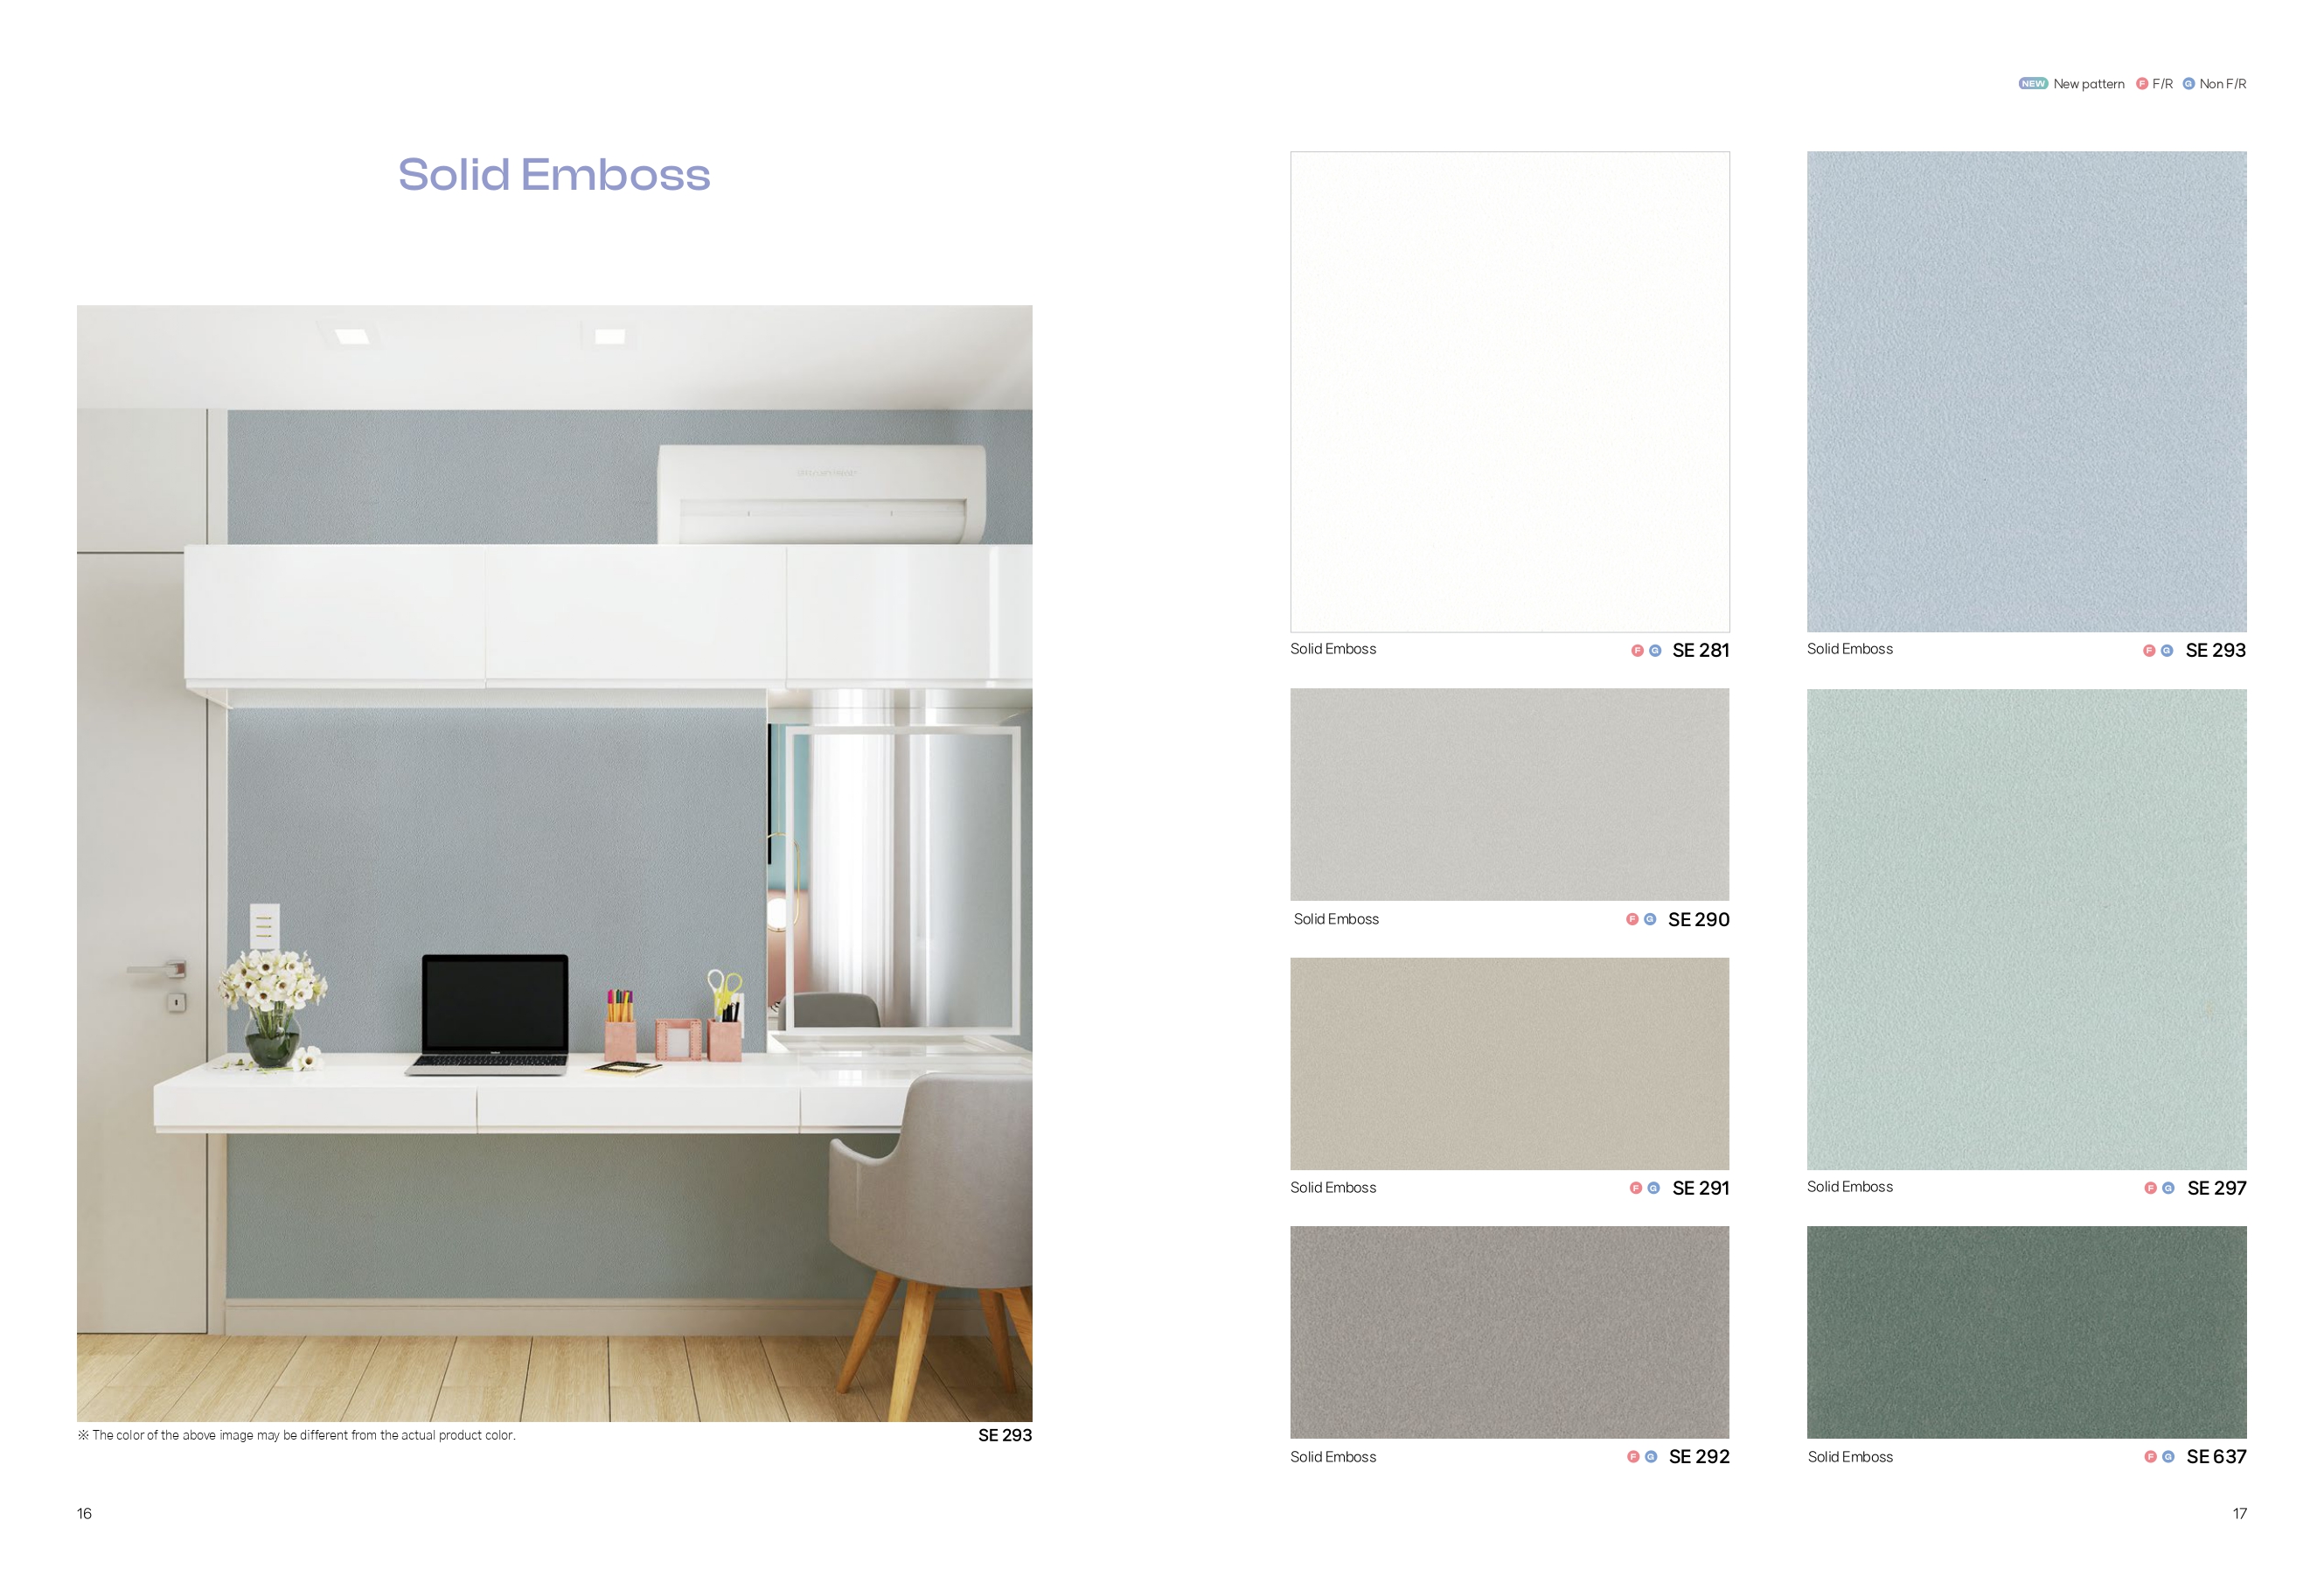 NEW New pattern F F/R G Non F/R
Solid Emboss
※ The color of the above image may be different from the actual product color.
SE 293
16
Solid Emboss F G SE 281
Solid Emboss F G SE 290
Solid Emboss F G SE 291
Solid Emboss F G SE 292
Solid Emboss F G SE 293
Solid Emboss F G SE 297
Solid Emboss F G SE 637
17